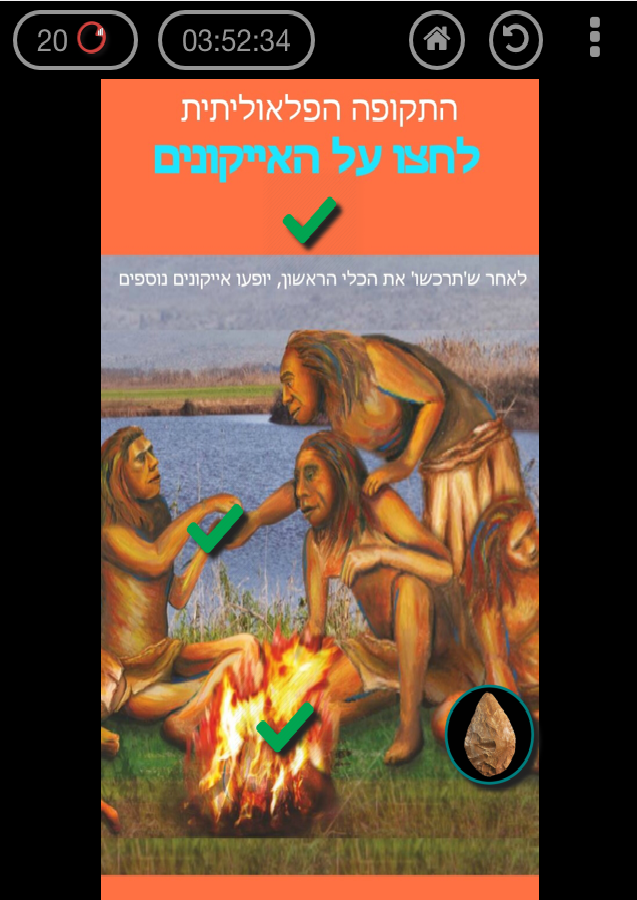 20
03:52:34
התקופה הפלאוליתית
לחצו על האייקונים
לאחר ש'תרכשו' את הכלי הראשון, יופעו אייקונים נוספים